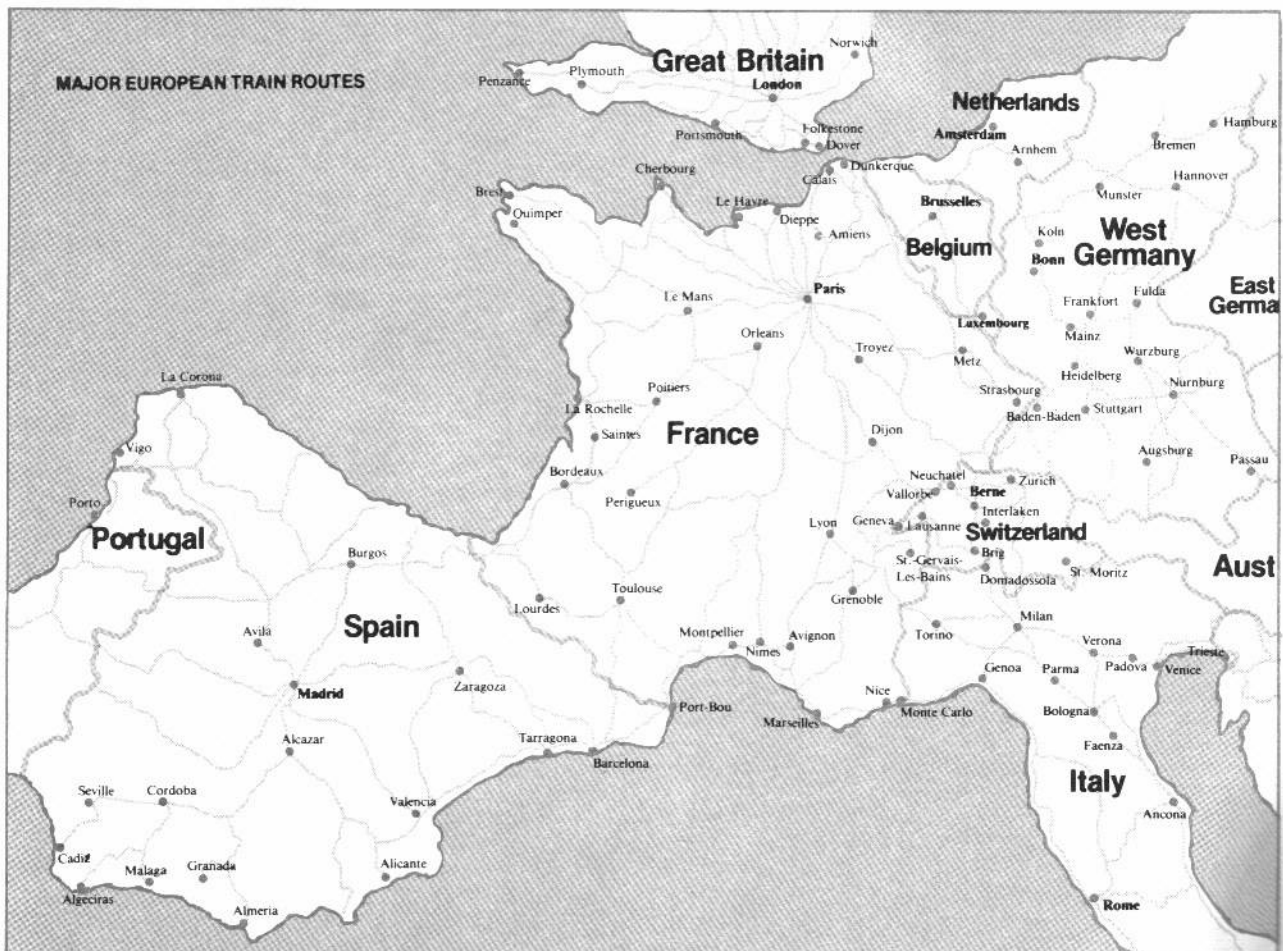 MAJOR EUROPEAN TRAIN ROUTES
Norwich
Great Britain
London
Plymouth
Penzance
Portsmouth
Folkestone
Dover
Netherlands
Amsterdam
Arnhem
Hamburg
Bremen
Hannover
Munster
Cherbourg
Calais
Dunkerque
Brest
Quimper
Le Havre
Dieppe
Amiens
Brusselles
Belgium
Koln
Bonn
West
Germany
East
Germa
Paris
Le Mans
Orleans
Troyez
Luxembourg
Metz
Frankfort
Fulda
Mainz
Wurzburg
Heidelberg
Nurnburg
Strasbourg
Baden-Baden
Stuttgart
La Corona
Poitiers
La Rochelle
Saintes
France
Dijon
Augsburg
Passau
Vigo
Bordeaux
Perigueux
Neuchatel
Vallorbe
Berne
Zurich
Porto
Portugal
Lyon
Geneva
Lausanne
Interlaken
Switzerland
Burgos
St.-Gervais-
Les-Bains
Brig
Domadossola
St. Moritz
Aust
Lourdes
Toulouse
Grenoble
Avila
Spain
Montpellier
Nimes
Avignon
Torino
Milan
Verona
Padova
Trieste
Venice
Madrid
Zaragoza
Port-Bou
Marseilles
Nice
Monte Carlo
Genoa
Parma
Bologna
Faenza
Alcazar
Tarragona
Barcelona
Italy
Seville
Cordoba
Valencia
Ancona
Cadiz
Algeciras
Malaga
Granada
Alicante
Almeria
Rome